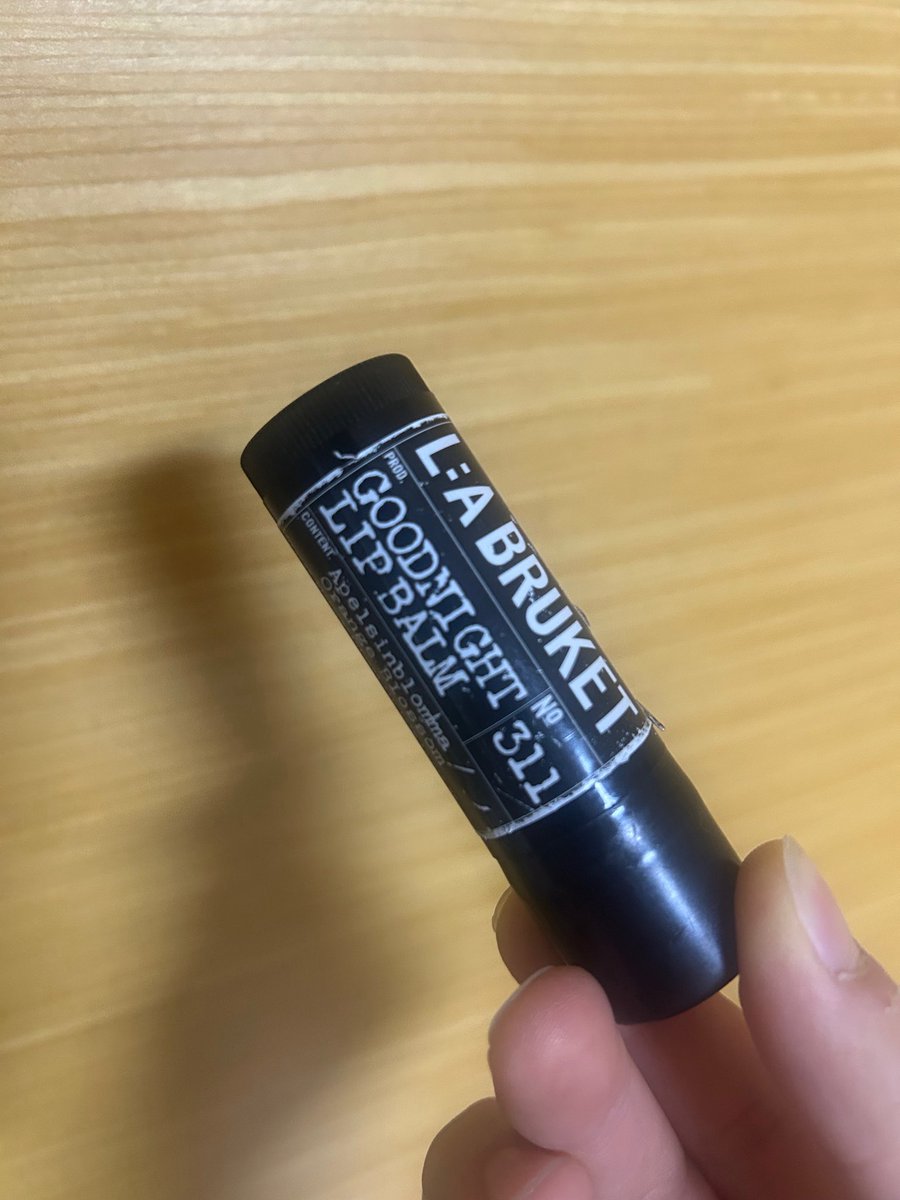 L:A BRUKET
PROD.
GOODNIGHT
LIP BALM
Nº
311
CONTENT.
Apelsinblomma
Orange Blossom